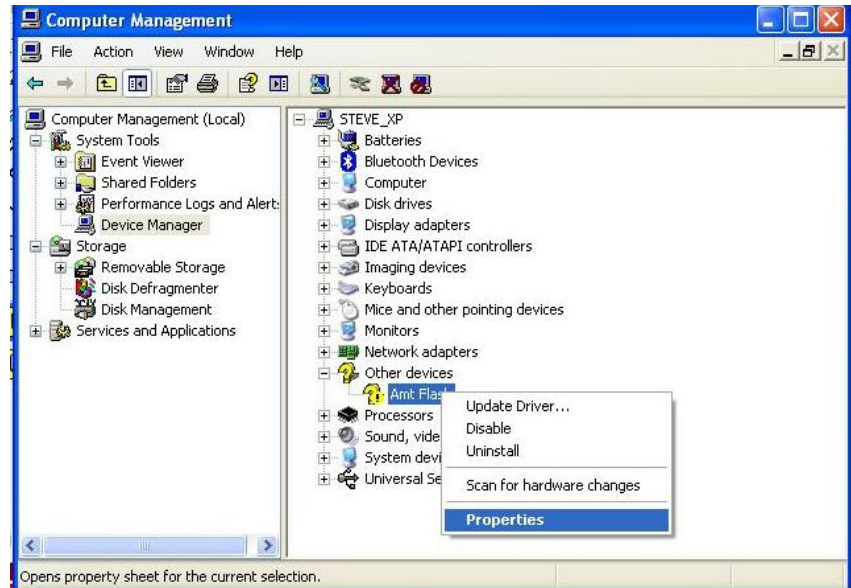 Computer Management
File Action View Window Help
Computer Management (Local)
System Tools
Event Viewer
Shared Folders
Performance Logs and Alert
Device Manager
Storage
Removable Storage
Disk Defragmenter
Disk Management
Services and Applications
STEVE_XP
Batteries
Bluetooth Devices
Computer
Disk drives
Display adapters
IDE ATA/ATAPI controllers
Imaging devices
Keyboards
Mice and other pointing devices
Monitors
Network adapters
Other devices
Amt Flas
Processors
Sound, vide
System devi
Universal Se
Update Driver...
Disable
Uninstall
Scan for hardware changes
Properties
Opens property sheet for the current selection.